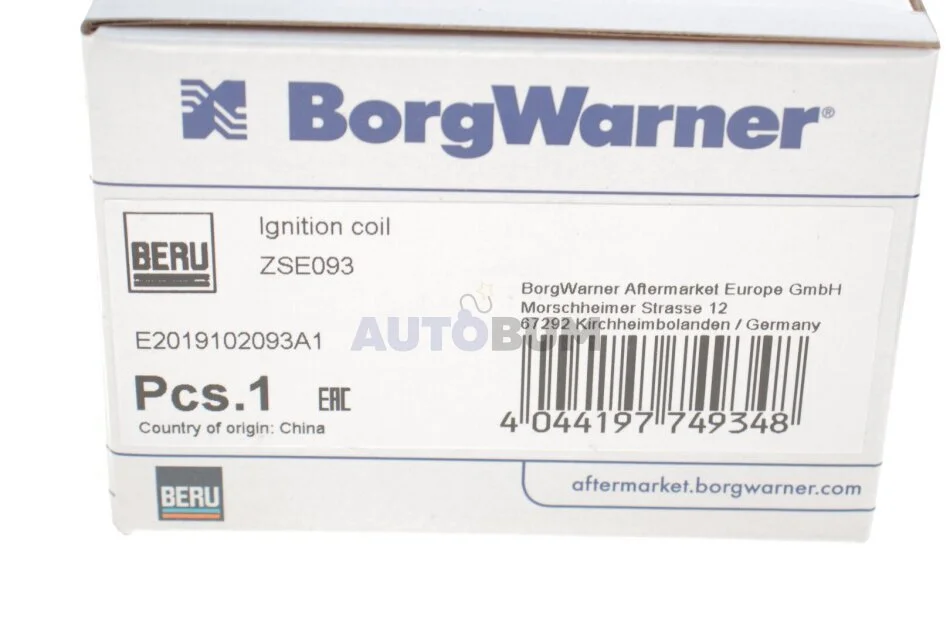 BorgWarner®
BERU
Ignition coil
ZSE093
BorgWarner Aftermarket Europe GmbH
Morschheimer Strasse 12
67292 Kirchheimbolanden / Germany
AUTOBUM
E2019102093A1
Pcs.1 EAC
4 044197 749348
Country of origin: China
BERU
aftermarket.borgwarner.com